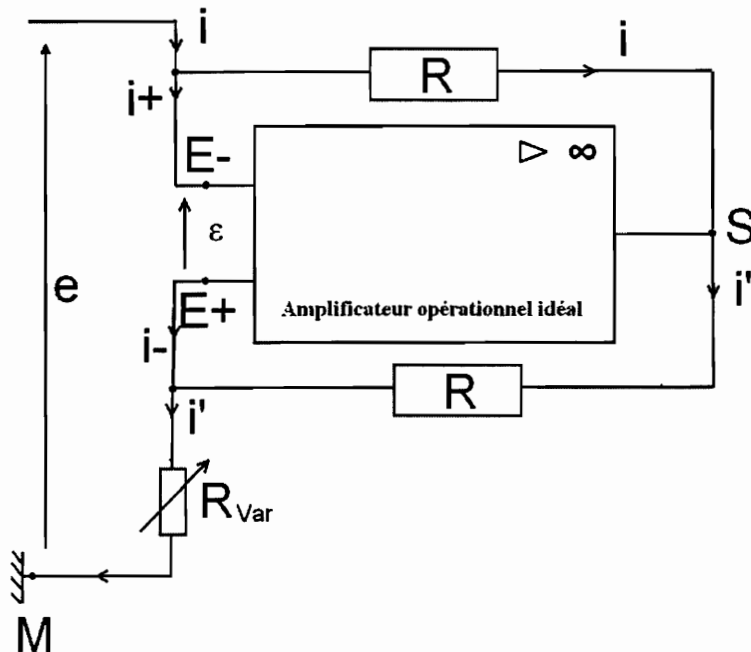 i
R
i
i+
E-
▷ ∞
ε
S
e
E+
Amplificateur opérationnel idéal
i'
i-
R
i'
RVar
M